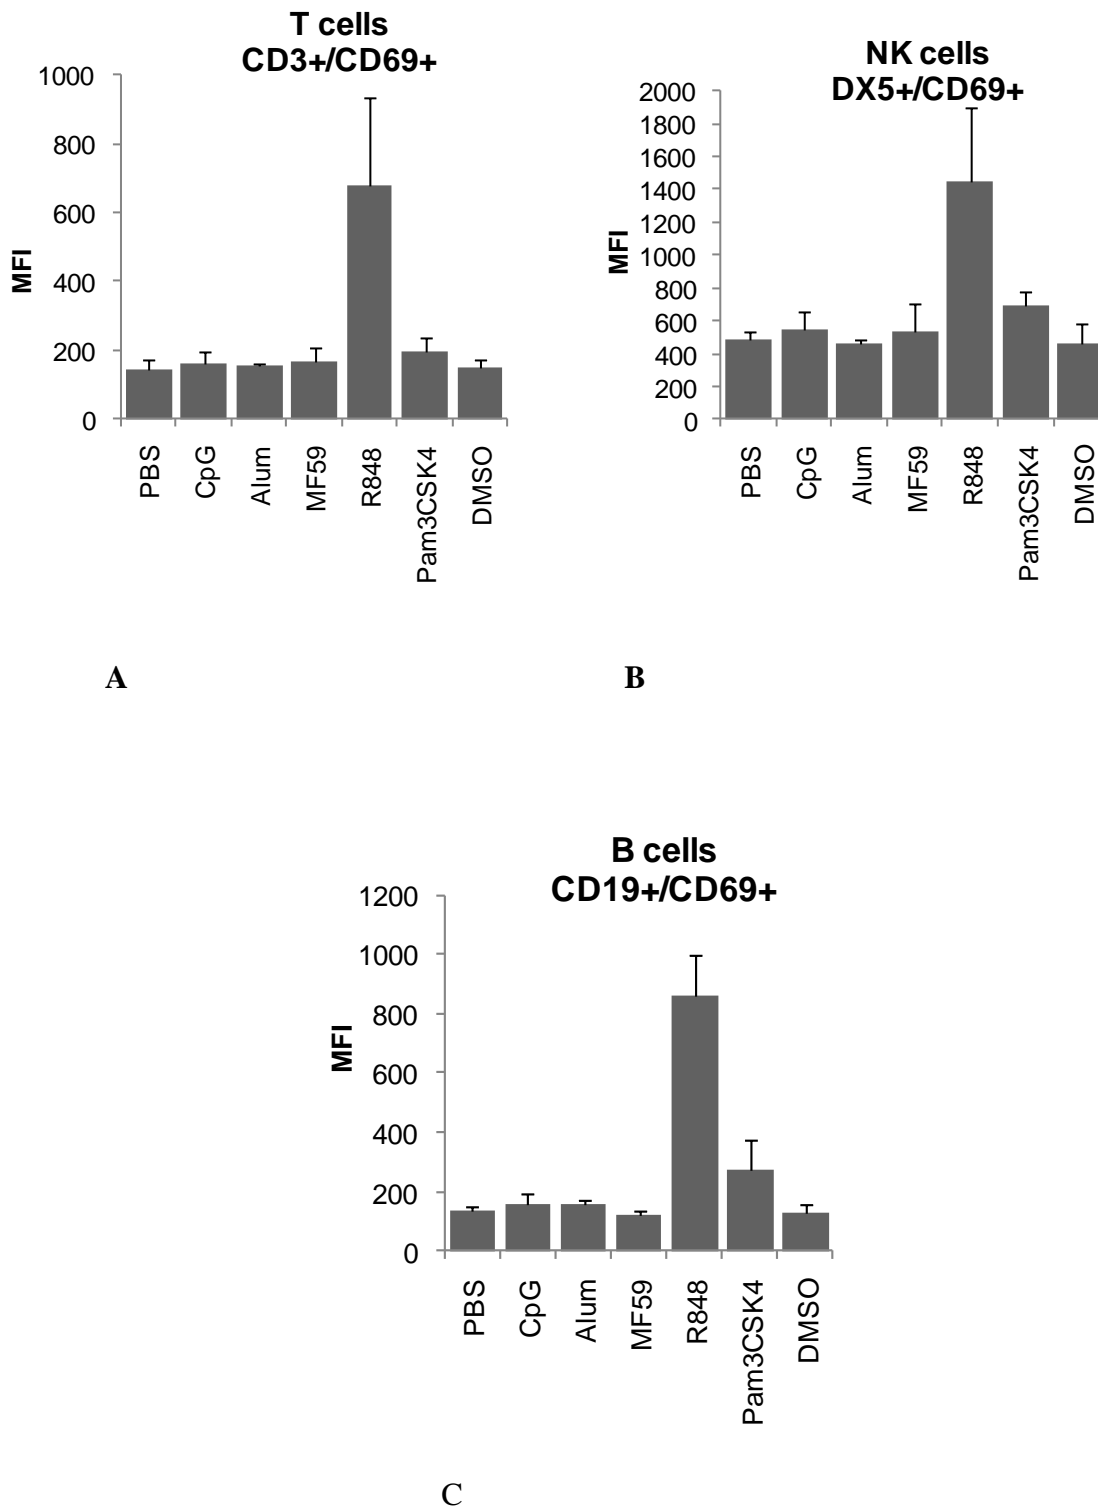 T cells
CD3+/CD69+
1000
800
600
400
200
0
MFI
PBS
CpG
Alum
MF59
R848
Pam3CSK4
DMSO
A
NK cells
DX5+/CD69+
2000
1800
1600
1400
1200
1000
800
600
400
200
0
MFI
PBS
CpG
Alum
MF59
R848
Pam3CSK4
DMSO
B
B cells
CD19+/CD69+
1200
1000
800
600
400
200
0
MFI
PBS
CpG
Alum
MF59
R848
Pam3CSK4
DMSO
C